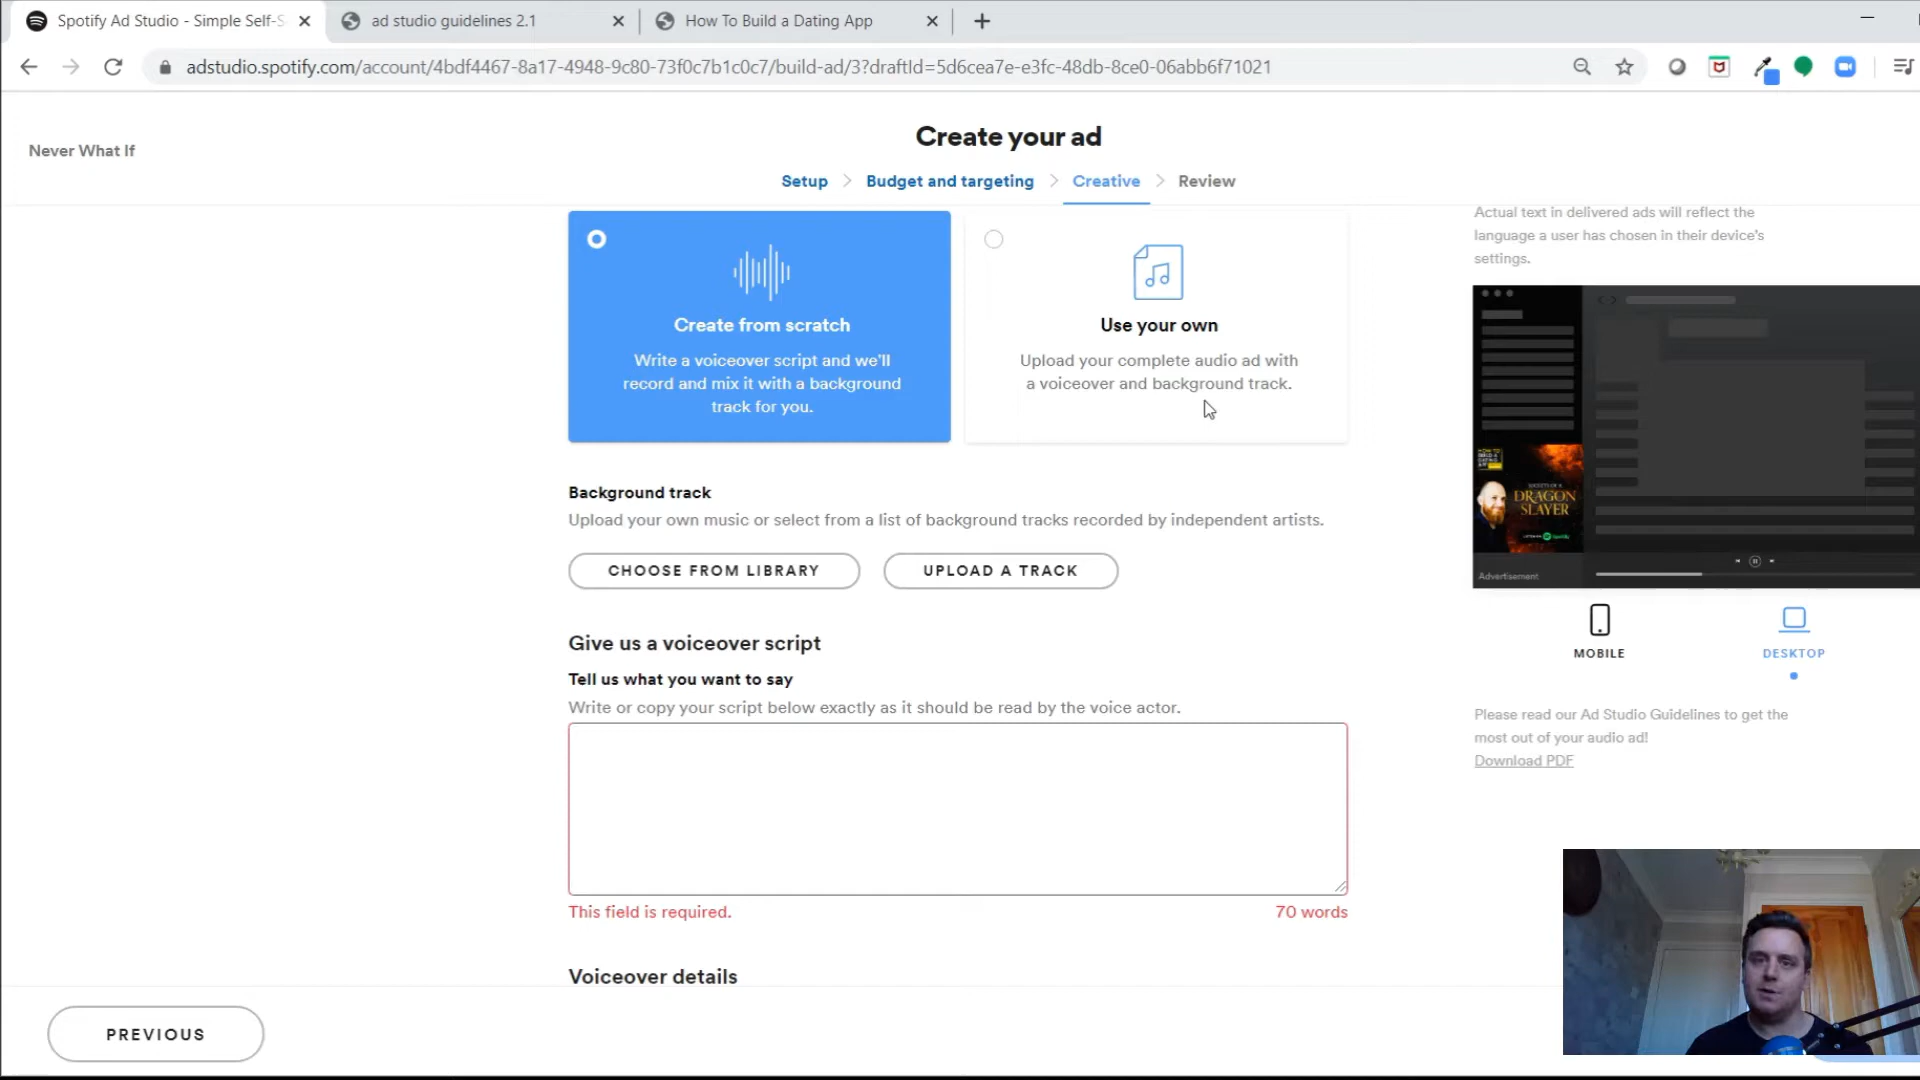 Spotify Ad Studio - Simple Self-S
ad studio guidelines 2.1
How To Build a Dating App
adstudio.spotify.com/account/4bdf4467-8a17-4948-9c80-73f0c7b1c0c7/build-ad/3?draftId=5d6cea7e-e3fc-48db-8ce0-06abb6f71021
Never What If
Create your ad
Setup > Budget and targeting > Creative > Review
Create from scratch
Write a voiceover script and we'll
record and mix it with a background
track for you.
Use your own
Upload your complete audio ad with
a voiceover and background track.
Background track
Upload your own music or select from a list of background tracks recorded by independent artists.
CHOOSE FROM LIBRARY
UPLOAD A TRACK
Give us a voiceover script
Tell us what you want to say
Write or copy your script below exactly as it should be read by the voice actor.
This field is required.
70 words
Voiceover details
PREVIOUS
Actual text in delivered ads will reflect the
language a user has chosen in their device's
settings.
SECRETS OF A
DRAGON
SLAYER
Advertisement
MOBILE
DESKTOP
Please read our Ad Studio Guidelines to get the
most out of your audio ad!
Download PDF